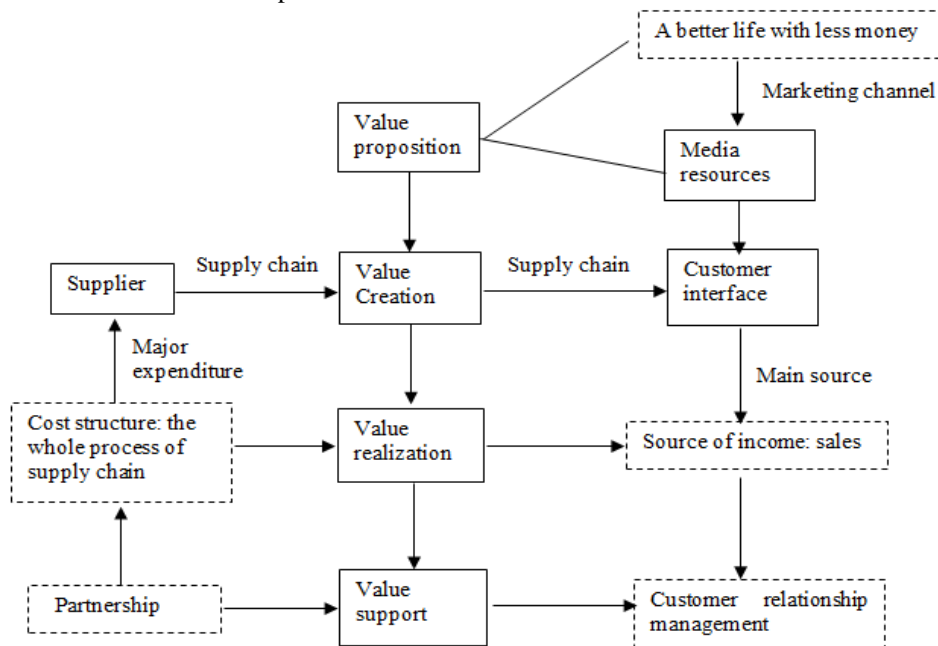 A better life with less money
Marketing channel
Value
proposition
Media
resources
Supply chain
Supply chain
Supplier
Value
Creation
Customer
interface
Major
expenditure
Main source
Cost structure: the
whole process of
supply chain
Value
realization
Source of income: sales
Partnership
Value
support
Customer relationship
management